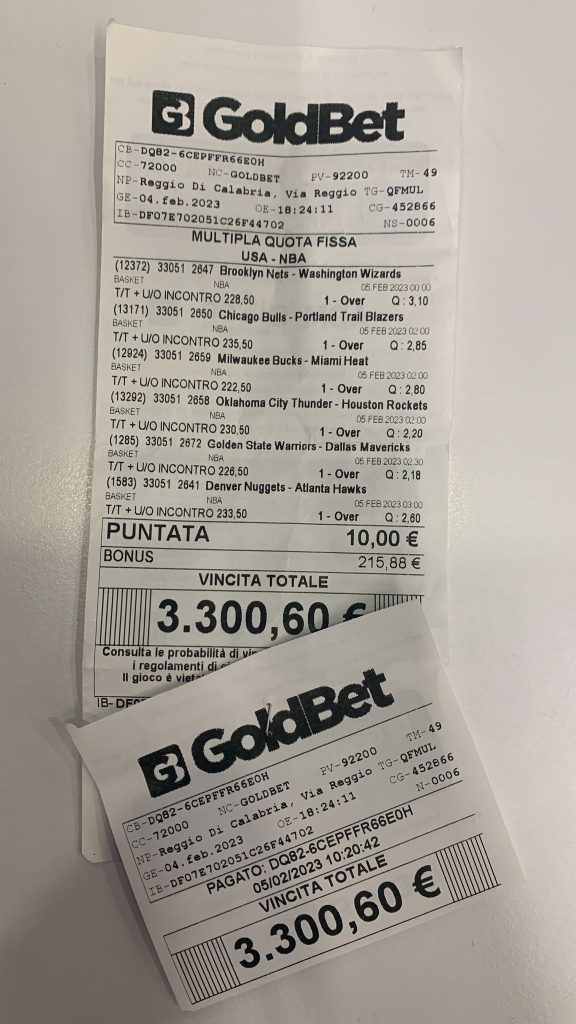 GB GoldBet
CB-DQ82-6CEPFFR66E0H
CC-72000 NC-GOLDBET PV-92200 TM-49
NP-Reggio Di Calabria, Via Reggio TG-QFMUL
GE-04.feb.2023 OE-18:24:11 CG-452866
IB-DF07E702051C26F44702 NS-0006
MULTIPLA QUOTA FISSA
USA - NBA
(12372) 33051 2647 Brooklyn Nets - Washington Wizards
BASKET NBA 05 FEB 2023 00:00
T/T + U/O INCONTRO 228,50 1 - Over Q : 3,10
(13171) 33051 2650 Chicago Bulls - Portland Trail Blazers
BASKET NBA 05 FEB 2023 02:00
T/T + U/O INCONTRO 235,50 1 - Over Q : 2,85
(12924) 33051 2659 Milwaukee Bucks - Miami Heat
BASKET NBA 05 FEB 2023 02:00
T/T + U/O INCONTRO 222,50 1 - Over Q : 2,80
(13292) 33051 2658 Oklahoma City Thunder - Houston Rockets
BASKET NBA 05 FEB 2023 02:00
T/T + U/O INCONTRO 230,50 1 - Over Q : 2,20
(1285) 33051 2672 Golden State Warriors - Dallas Mavericks
BASKET NBA 05 FEB 2023 02:30
T/T + U/O INCONTRO 226,50 1 - Over Q : 2,18
(1583) 33051 2641 Denver Nuggets - Atlanta Hawks
BASKET NBA 05 FEB 2023 03:00
T/T + U/O INCONTRO 233,50 1 - Over Q : 2,60
PUNTATA 10,00 €
BONUS 215,88 €
VINCITA TOTALE
3.300,60 €
Consulta le probabilità di
i regolamenti di
Il gioco è
IB-DF07
GB GoldBet
CB-DQ82-6CEPFFR66E0H
CC-72000 NC-GOLDBET PV-92200 TM-49
NP-Reggio Di Calabria, Via Reggio TG-QFMUL
GE-04.feb.2023 OE-18:24:11 CG-452866
IB-DF07E702051C26F44702 N-0006
PAGATO: DQ82-6CEPFFR66E0H
05/02/2023 10:20:42
VINCITA TOTALE
3.300,60 €